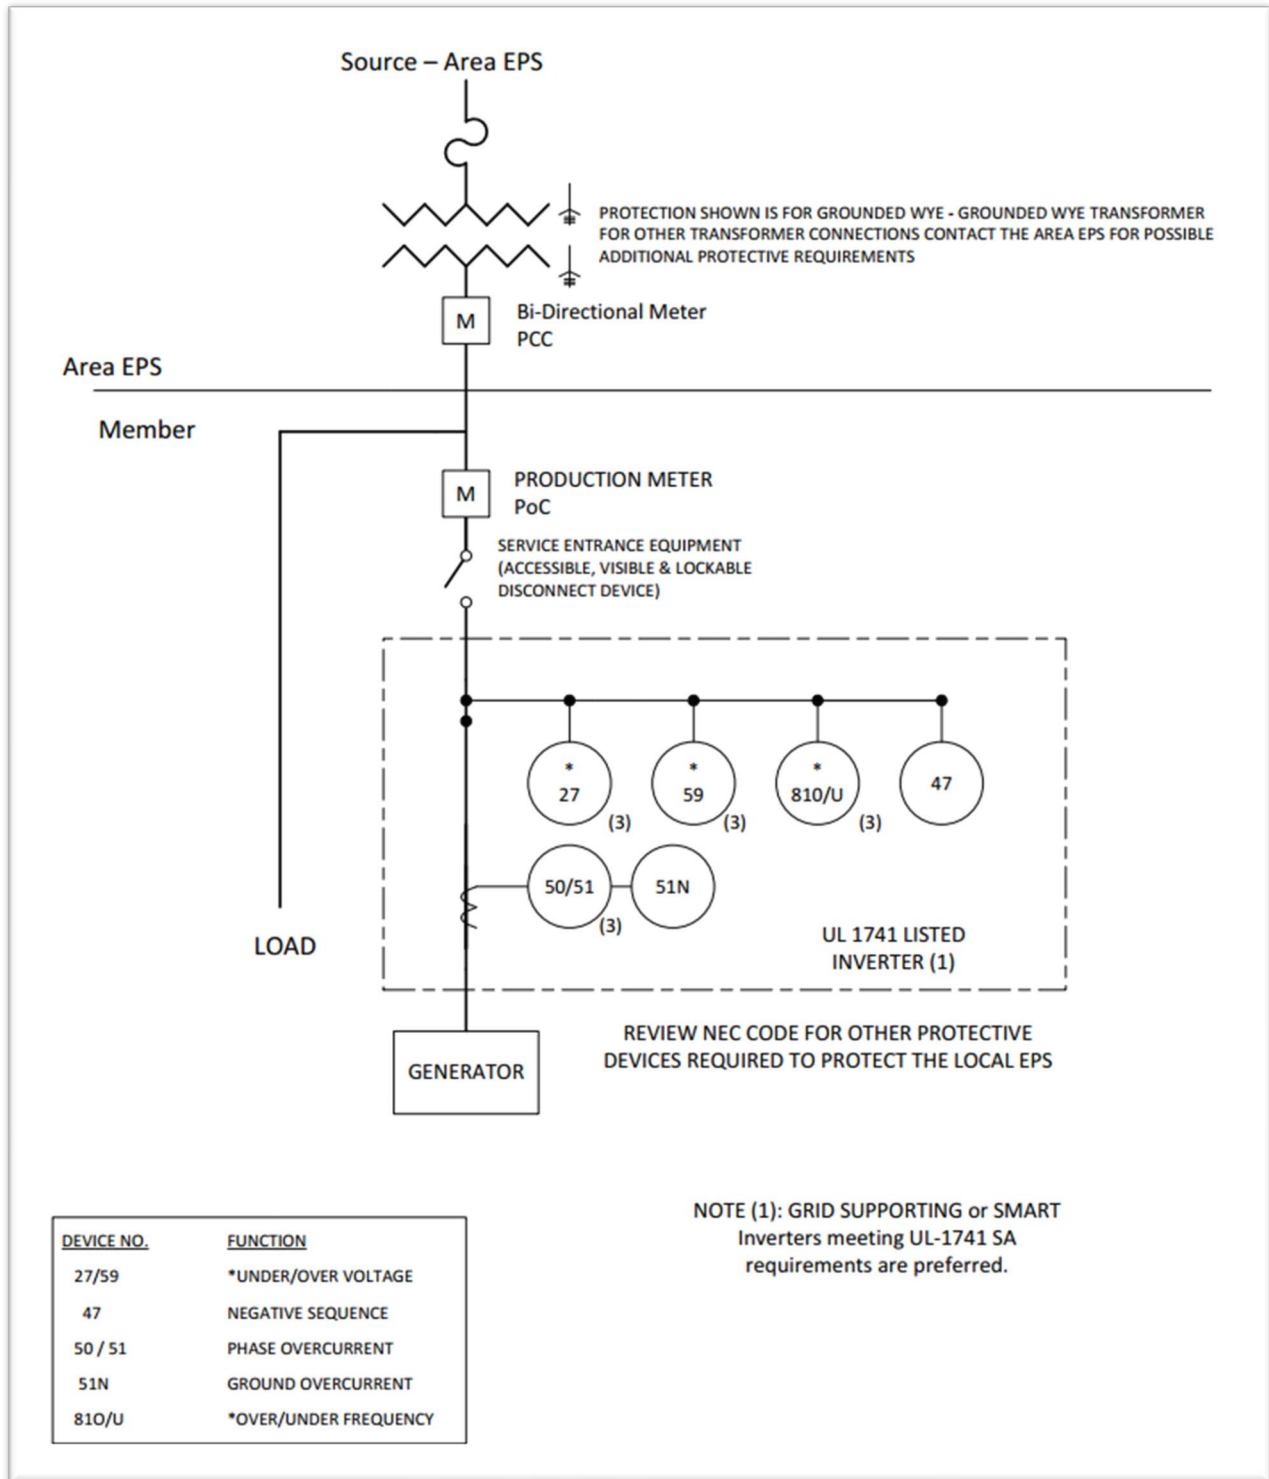 Source – Area EPS
PROTECTION SHOWN IS FOR GROUNDED WYE - GROUNDED WYE TRANSFORMER
FOR OTHER TRANSFORMER CONNECTIONS CONTACT THE AREA EPS FOR POSSIBLE
ADDITIONAL PROTECTIVE REQUIREMENTS
M
Bi-Directional Meter
PCC
Area EPS
Member
M
PRODUCTION METER
PoC
SERVICE ENTRANCE EQUIPMENT
(ACCESSIBLE, VISIBLE & LOCKABLE
DISCONNECT DEVICE)
* * *
27 59 810/U 47
(3) (3) (3)
50/51 51N
(3)
UL 1741 LISTED
INVERTER (1)
LOAD
REVIEW NEC CODE FOR OTHER PROTECTIVE
DEVICES REQUIRED TO PROTECT THE LOCAL EPS
GENERATOR
DEVICE NO. FUNCTION
27/59 *UNDER/OVER VOLTAGE
47 NEGATIVE SEQUENCE
50 / 51 PHASE OVERCURRENT
51N GROUND OVERCURRENT
81O/U *OVER/UNDER FREQUENCY
NOTE (1): GRID SUPPORTING or SMART
Inverters meeting UL-1741 SA
requirements are preferred.